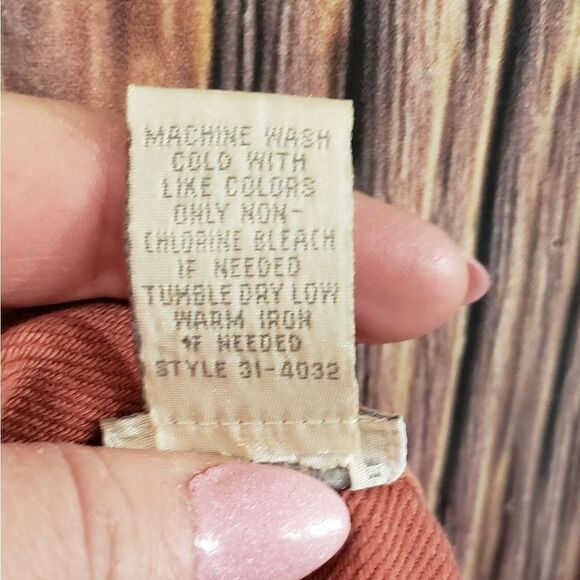 MACHINE WASH
COLD WITH
LIKE COLORS
ONLY NON-
CHLORINE BLEACH
IF NEEDED
TUMBLE DRY LOW
WARM IRON
IF NEEDED
STYLE 31-4032